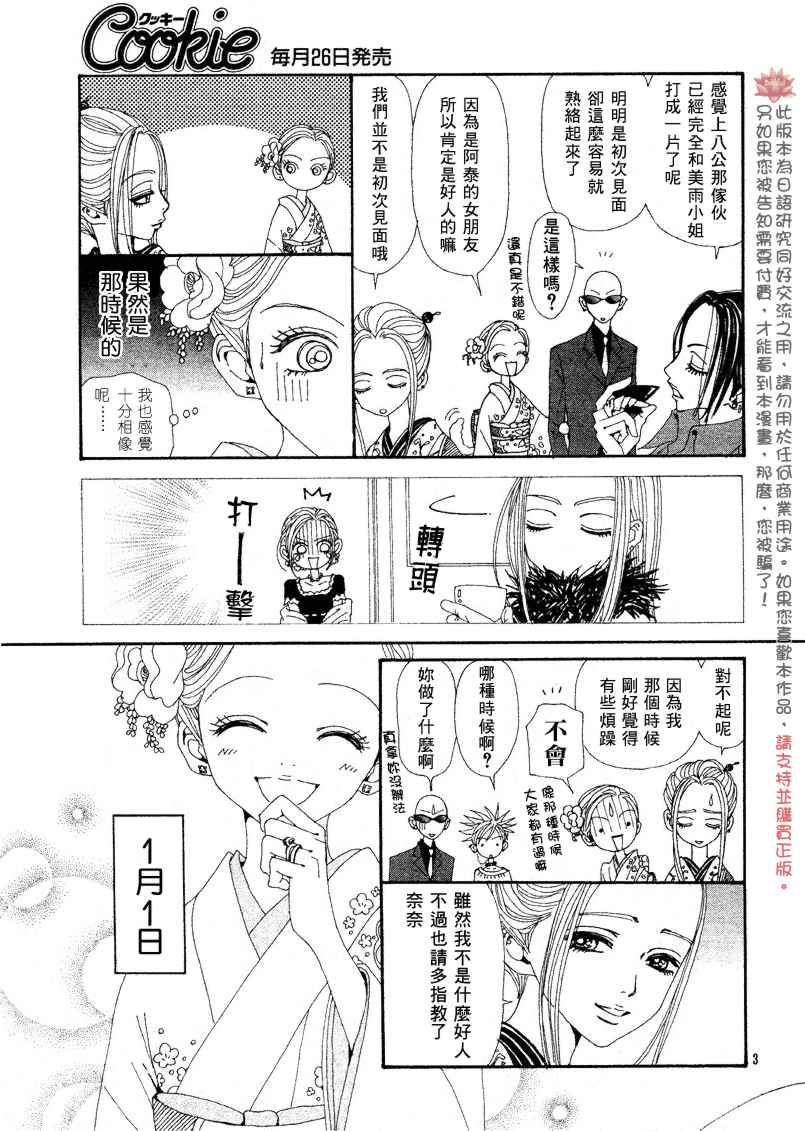 クッキー
Cookie
毎月26日発売
感覺上八公那傢伙
已經完全和美雨小姐
打成一片了呢
明明是初次見面
卻這麼容易就
熟絡起來了
是這樣嗎?
還真是不錯呢
因為是阿泰的女朋友
所以肯定是好人的嘛
我們並不是初次見面哦
果然是
那時候的
我也感覺
十分相像
呢……
轉頭
打一擊
對不起呢
因為我
那個時候
剛好覺得
有些煩躁
不會
像那種時候
大家都有過嘛
哪種時候啊?
妳做了什麼啊
真拿妳沒辦法
雖然我不是什麼好人
不過也請多指教了
奈奈
1月1日
3
此版本為日語研究同好交流之用，請勿用於任何商業用途。如果您喜歡本作品，請支持並購買正版。
另如果您被告知需要付費，才能看到本漫畫，那麼，您被騙了!